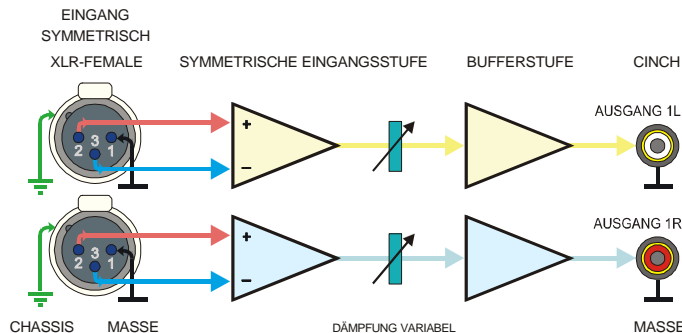 EINGANG
SYMMETRISCH
XLR-FEMALE SYMMETRISCHE EINGANGSSTUFE BUFFERSTUFE CINCH
AUSGANG 1L
+
2 3 1
−
AUSGANG 1R
+
2 3 1
−
CHASSIS MASSE DÄMPFUNG VARIABEL MASSE